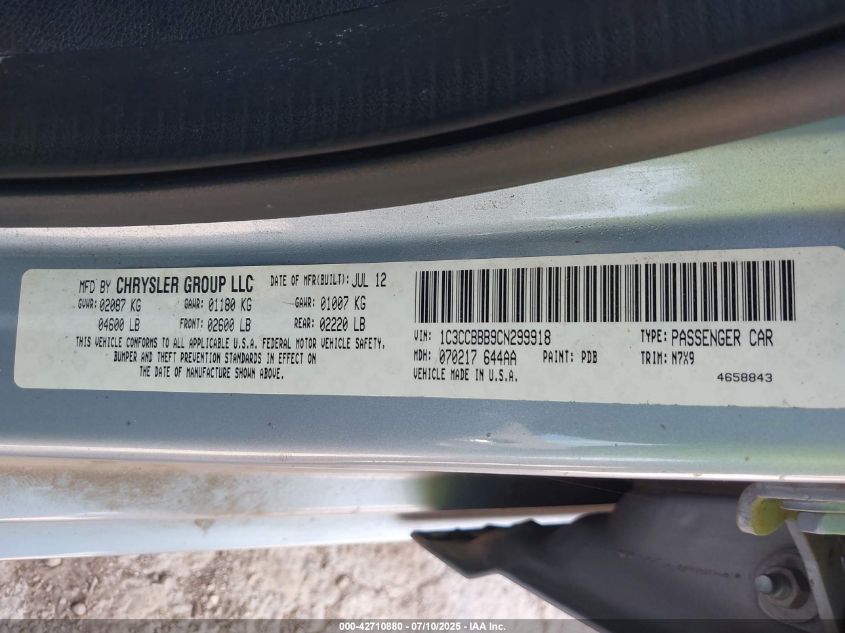 MFD BY CHRYSLER GROUP LLC DATE OF MFR(BUILT): JUL 12
GVWR: 02087 KG GAWR: 01180 KG GAWR: 01007 KG
04600 LB FRONT: 02600 LB REAR: 02220 LB
THIS VEHICLE CONFORMS TO ALL APPLICABLE U.S.A. FEDERAL MOTOR VEHICLE SAFETY,
BUMPER AND THEFT PREVENTION STANDARDS IN EFFECT ON
THE DATE OF MANUFACTURE SHOWN ABOVE.
VIN: 1C3CCBBB9CN299918 TYPE: PASSENGER CAR
MDH: 070217 644AA PAINT: PDB TRIM: N7X9
VEHICLE MADE IN U.S.A. 4658843
000-42710880 - 07/10/2025 - IAA Inc.